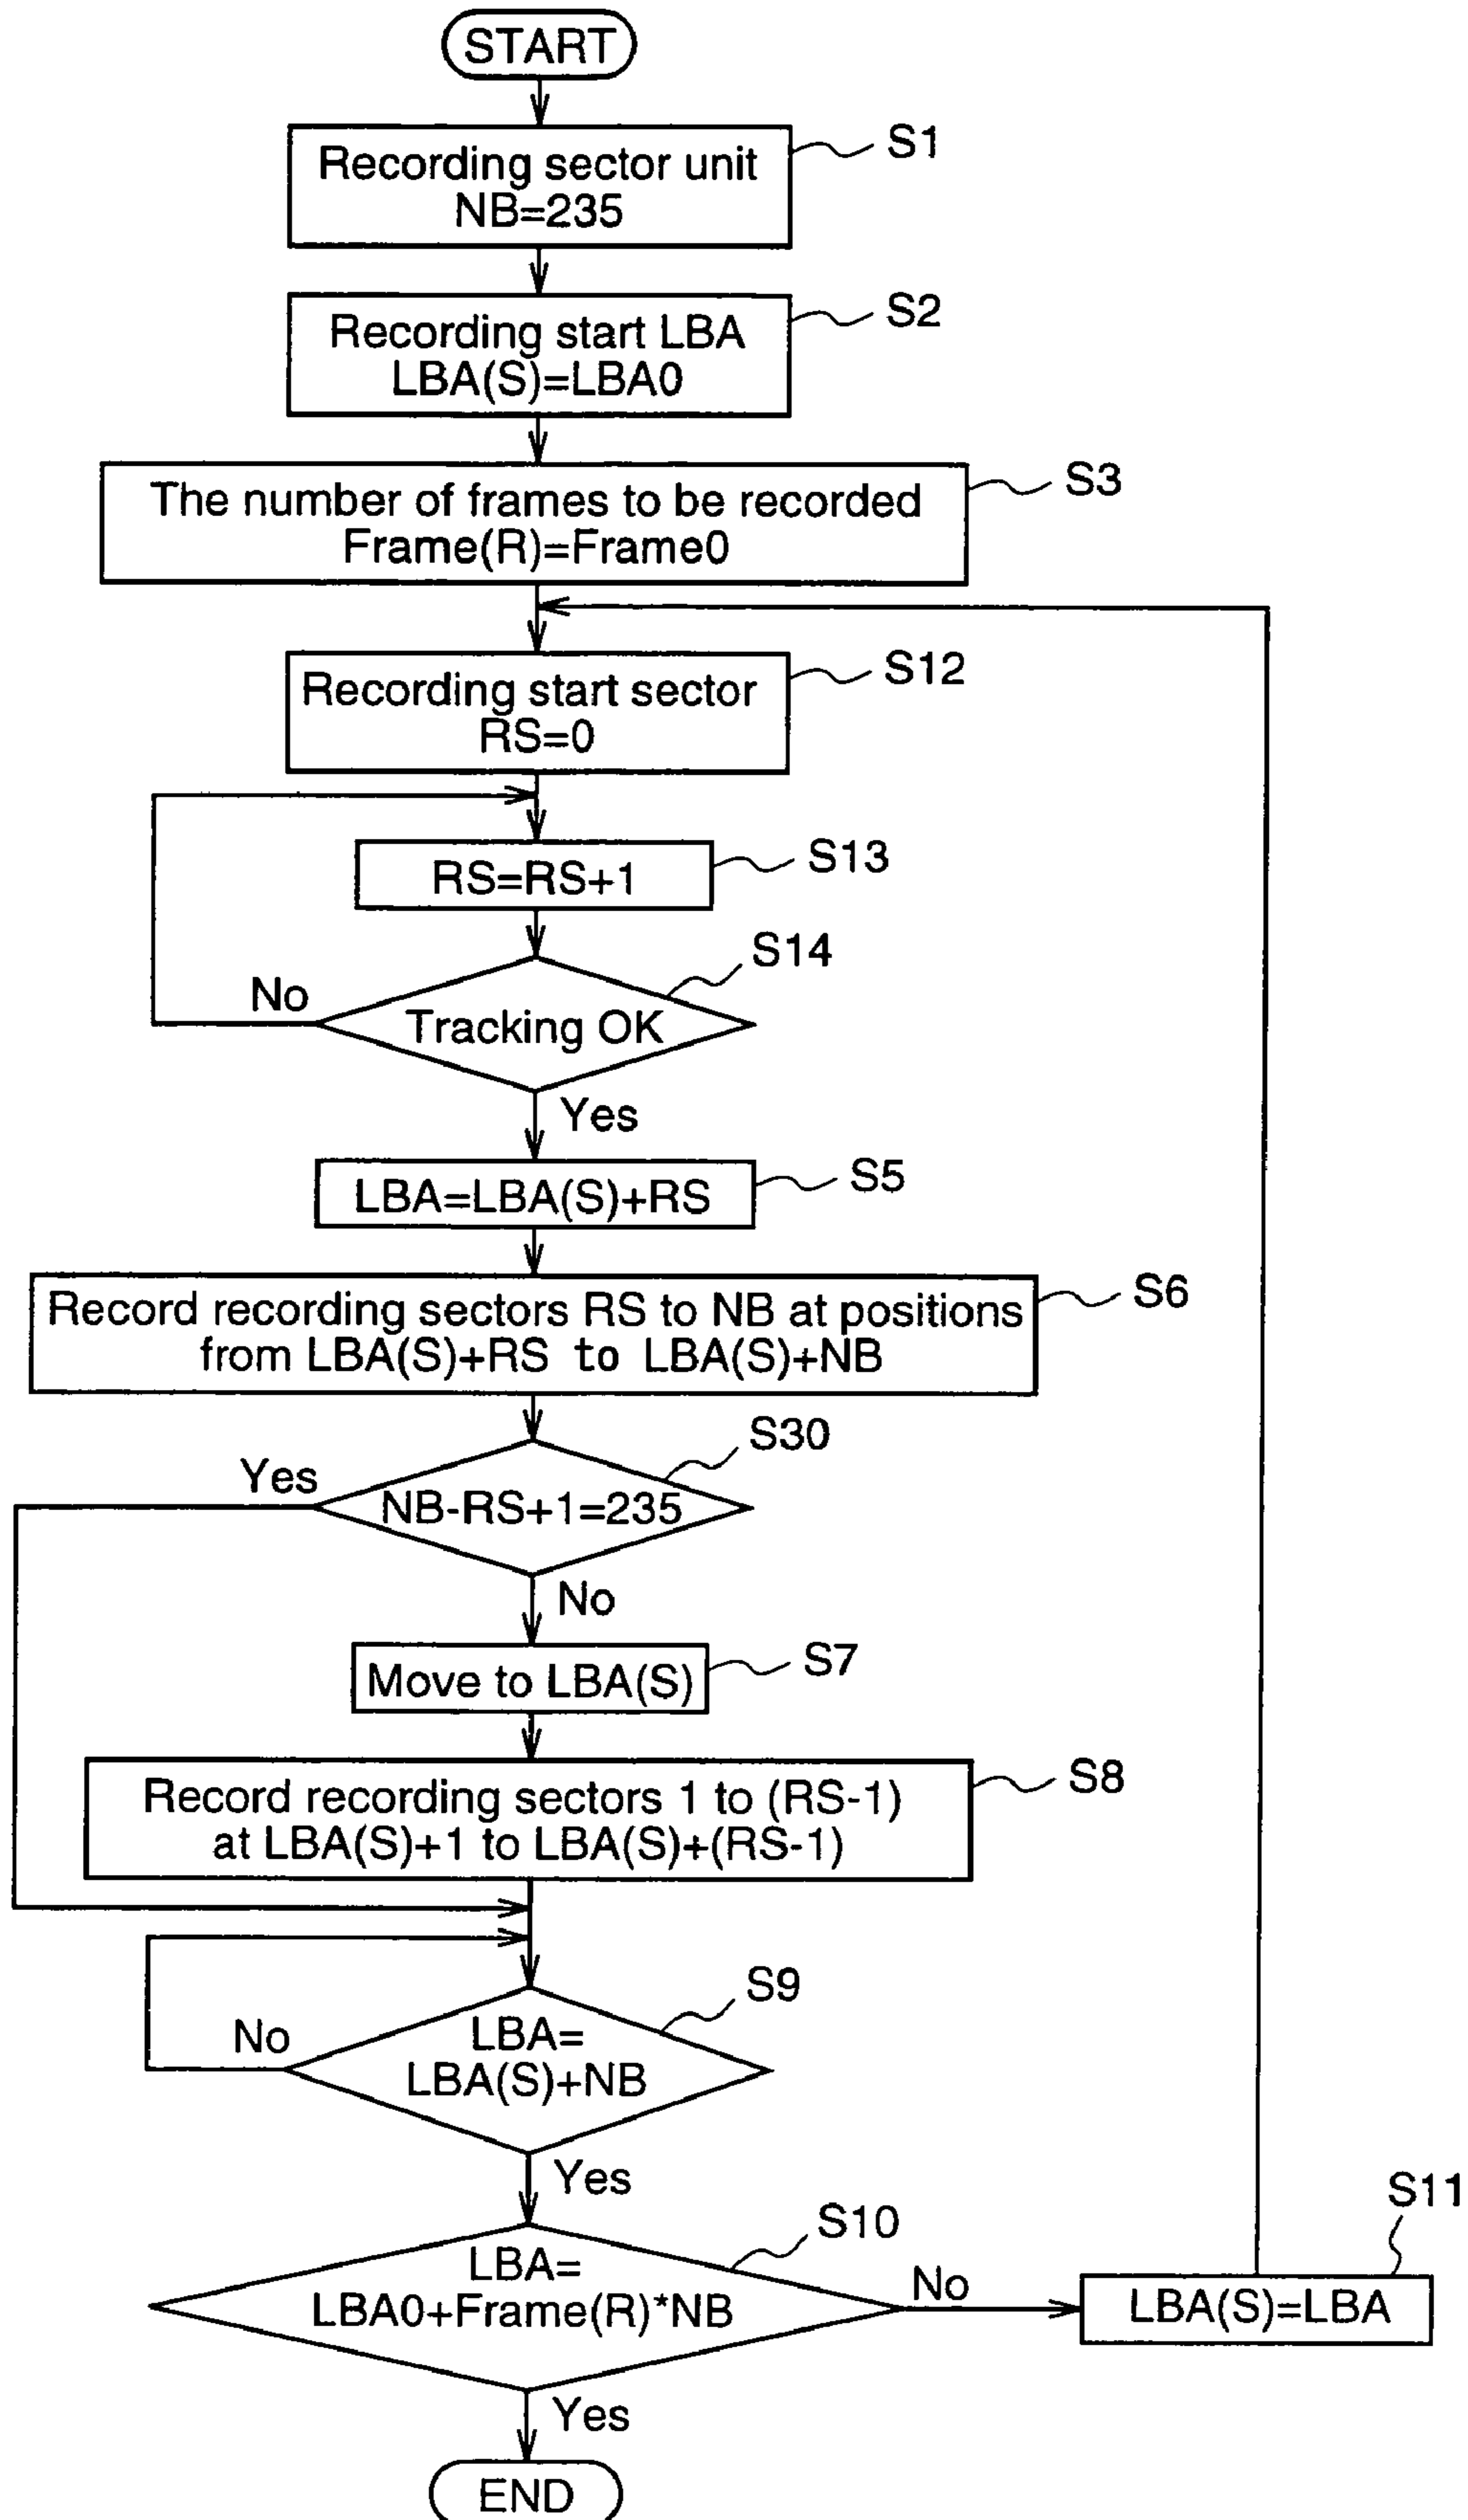 START
Recording sector unit
NB=235
S1
Recording start LBA
LBA(S)=LBA0
S2
The number of frames to be recorded
Frame(R)=Frame0
S3
Recording start sector
RS=0
S12
RS=RS+1
S13
Tracking OK
S14
No
Yes
LBA=LBA(S)+RS
S5
Record recording sectors RS to NB at positions
from LBA(S)+RS to LBA(S)+NB
S6
NB-RS+1=235
S30
Yes
No
Move to LBA(S)
S7
Record recording sectors 1 to (RS-1)
at LBA(S)+1 to LBA(S)+(RS-1)
S8
LBA=
LBA(S)+NB
S9
No
Yes
LBA=
LBA0+Frame(R)*NB
S10
No
LBA(S)=LBA
S11
Yes
END